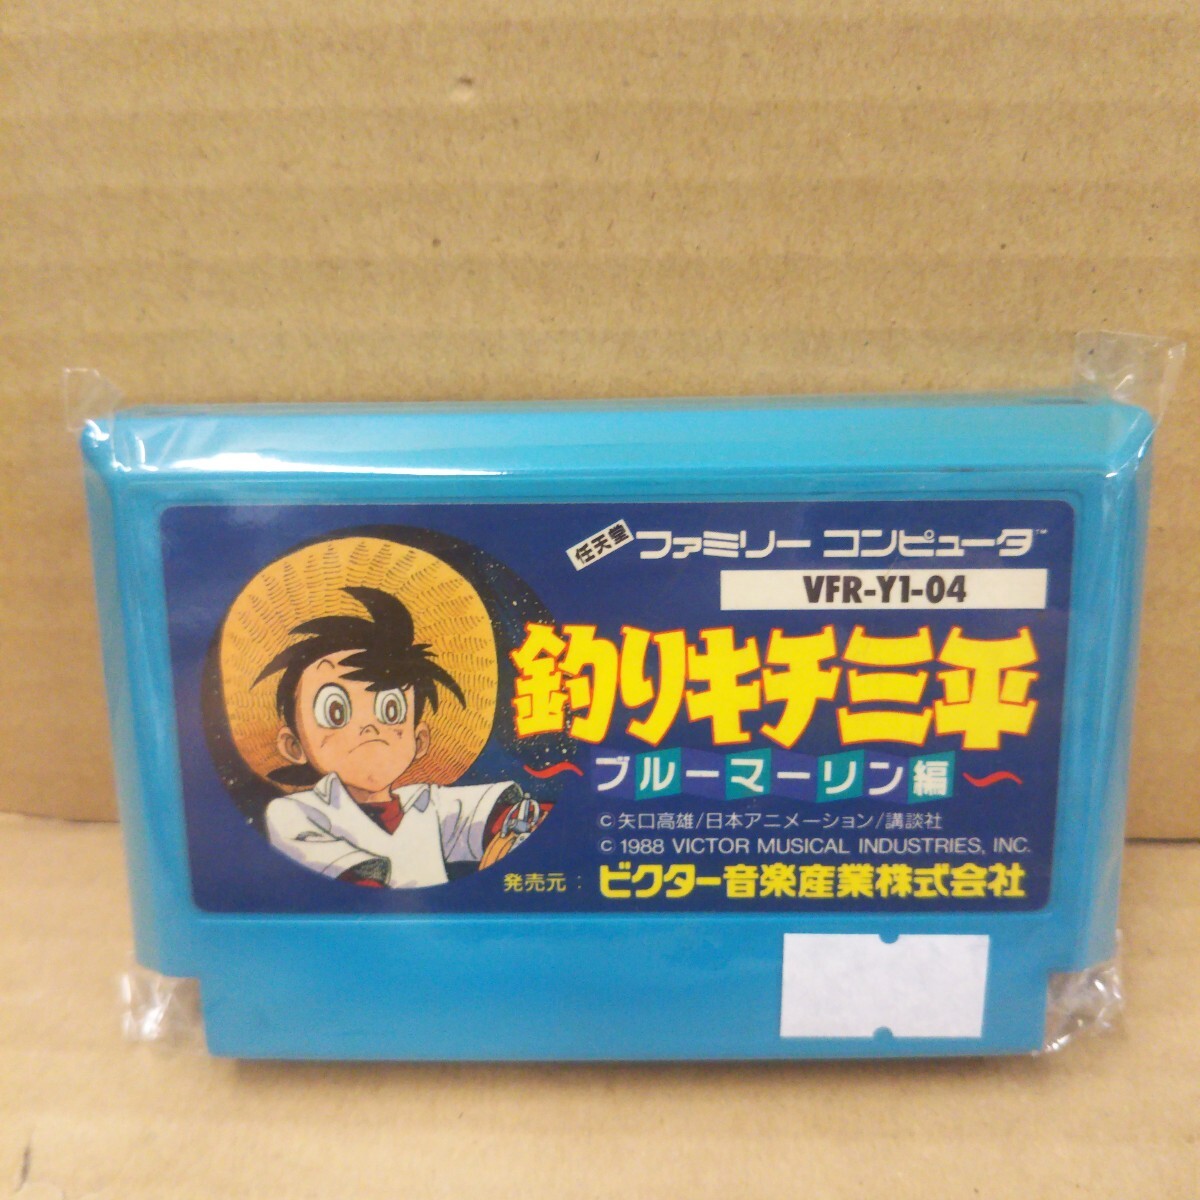 任天堂 ファミリー コンピュータ™
VFR-Y1-04
釣りキチ三平
〜ブルーマーリン編〜
© 矢口高雄/日本アニメーション/講談社
© 1988 VICTOR MUSICAL INDUSTRIES, INC.
発売元: ビクター音楽産業株式会社